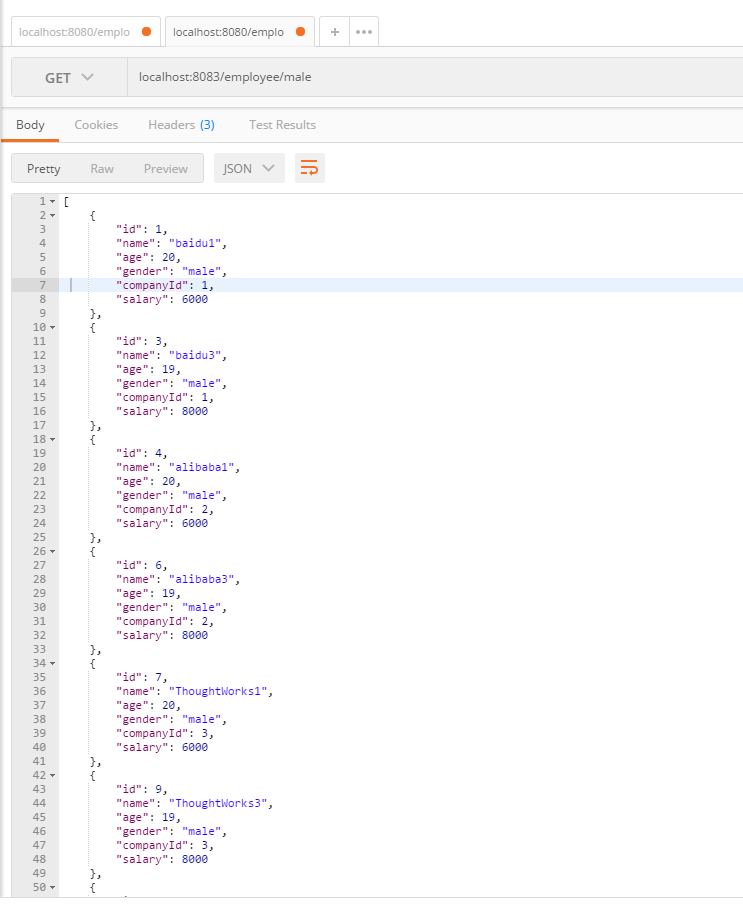 localhost:8080/emplo localhost:8080/emplo + •••
GET localhost:8083/employee/male
Body Cookies Headers (3) Test Results
Pretty Raw Preview JSON
1 [
2 {
3 "id": 1,
4 "name": "baidu1",
5 "age": 20,
6 "gender": "male",
7 "companyId": 1,
8 "salary": 6000
9 },
10 {
11 "id": 3,
12 "name": "baidu3",
13 "age": 19,
14 "gender": "male",
15 "companyId": 1,
16 "salary": 8000
17 },
18 {
19 "id": 4,
20 "name": "alibaba1",
21 "age": 20,
22 "gender": "male",
23 "companyId": 2,
24 "salary": 6000
25 },
26 {
27 "id": 6,
28 "name": "alibaba3",
29 "age": 19,
30 "gender": "male",
31 "companyId": 2,
32 "salary": 8000
33 },
34 {
35 "id": 7,
36 "name": "ThoughtWorks1",
37 "age": 20,
38 "gender": "male",
39 "companyId": 3,
40 "salary": 6000
41 },
42 {
43 "id": 9,
44 "name": "ThoughtWorks3",
45 "age": 19,
46 "gender": "male",
47 "companyId": 3,
48 "salary": 8000
49 },
50 {